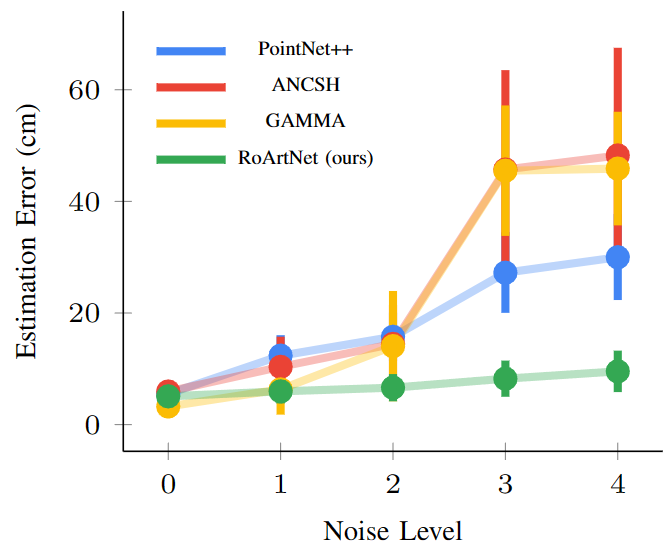 PointNet++
ANCSH
GAMMA
RoArtNet (ours)
60
40
20
0
Estimation Error (cm)
0 1 2 3 4
Noise Level